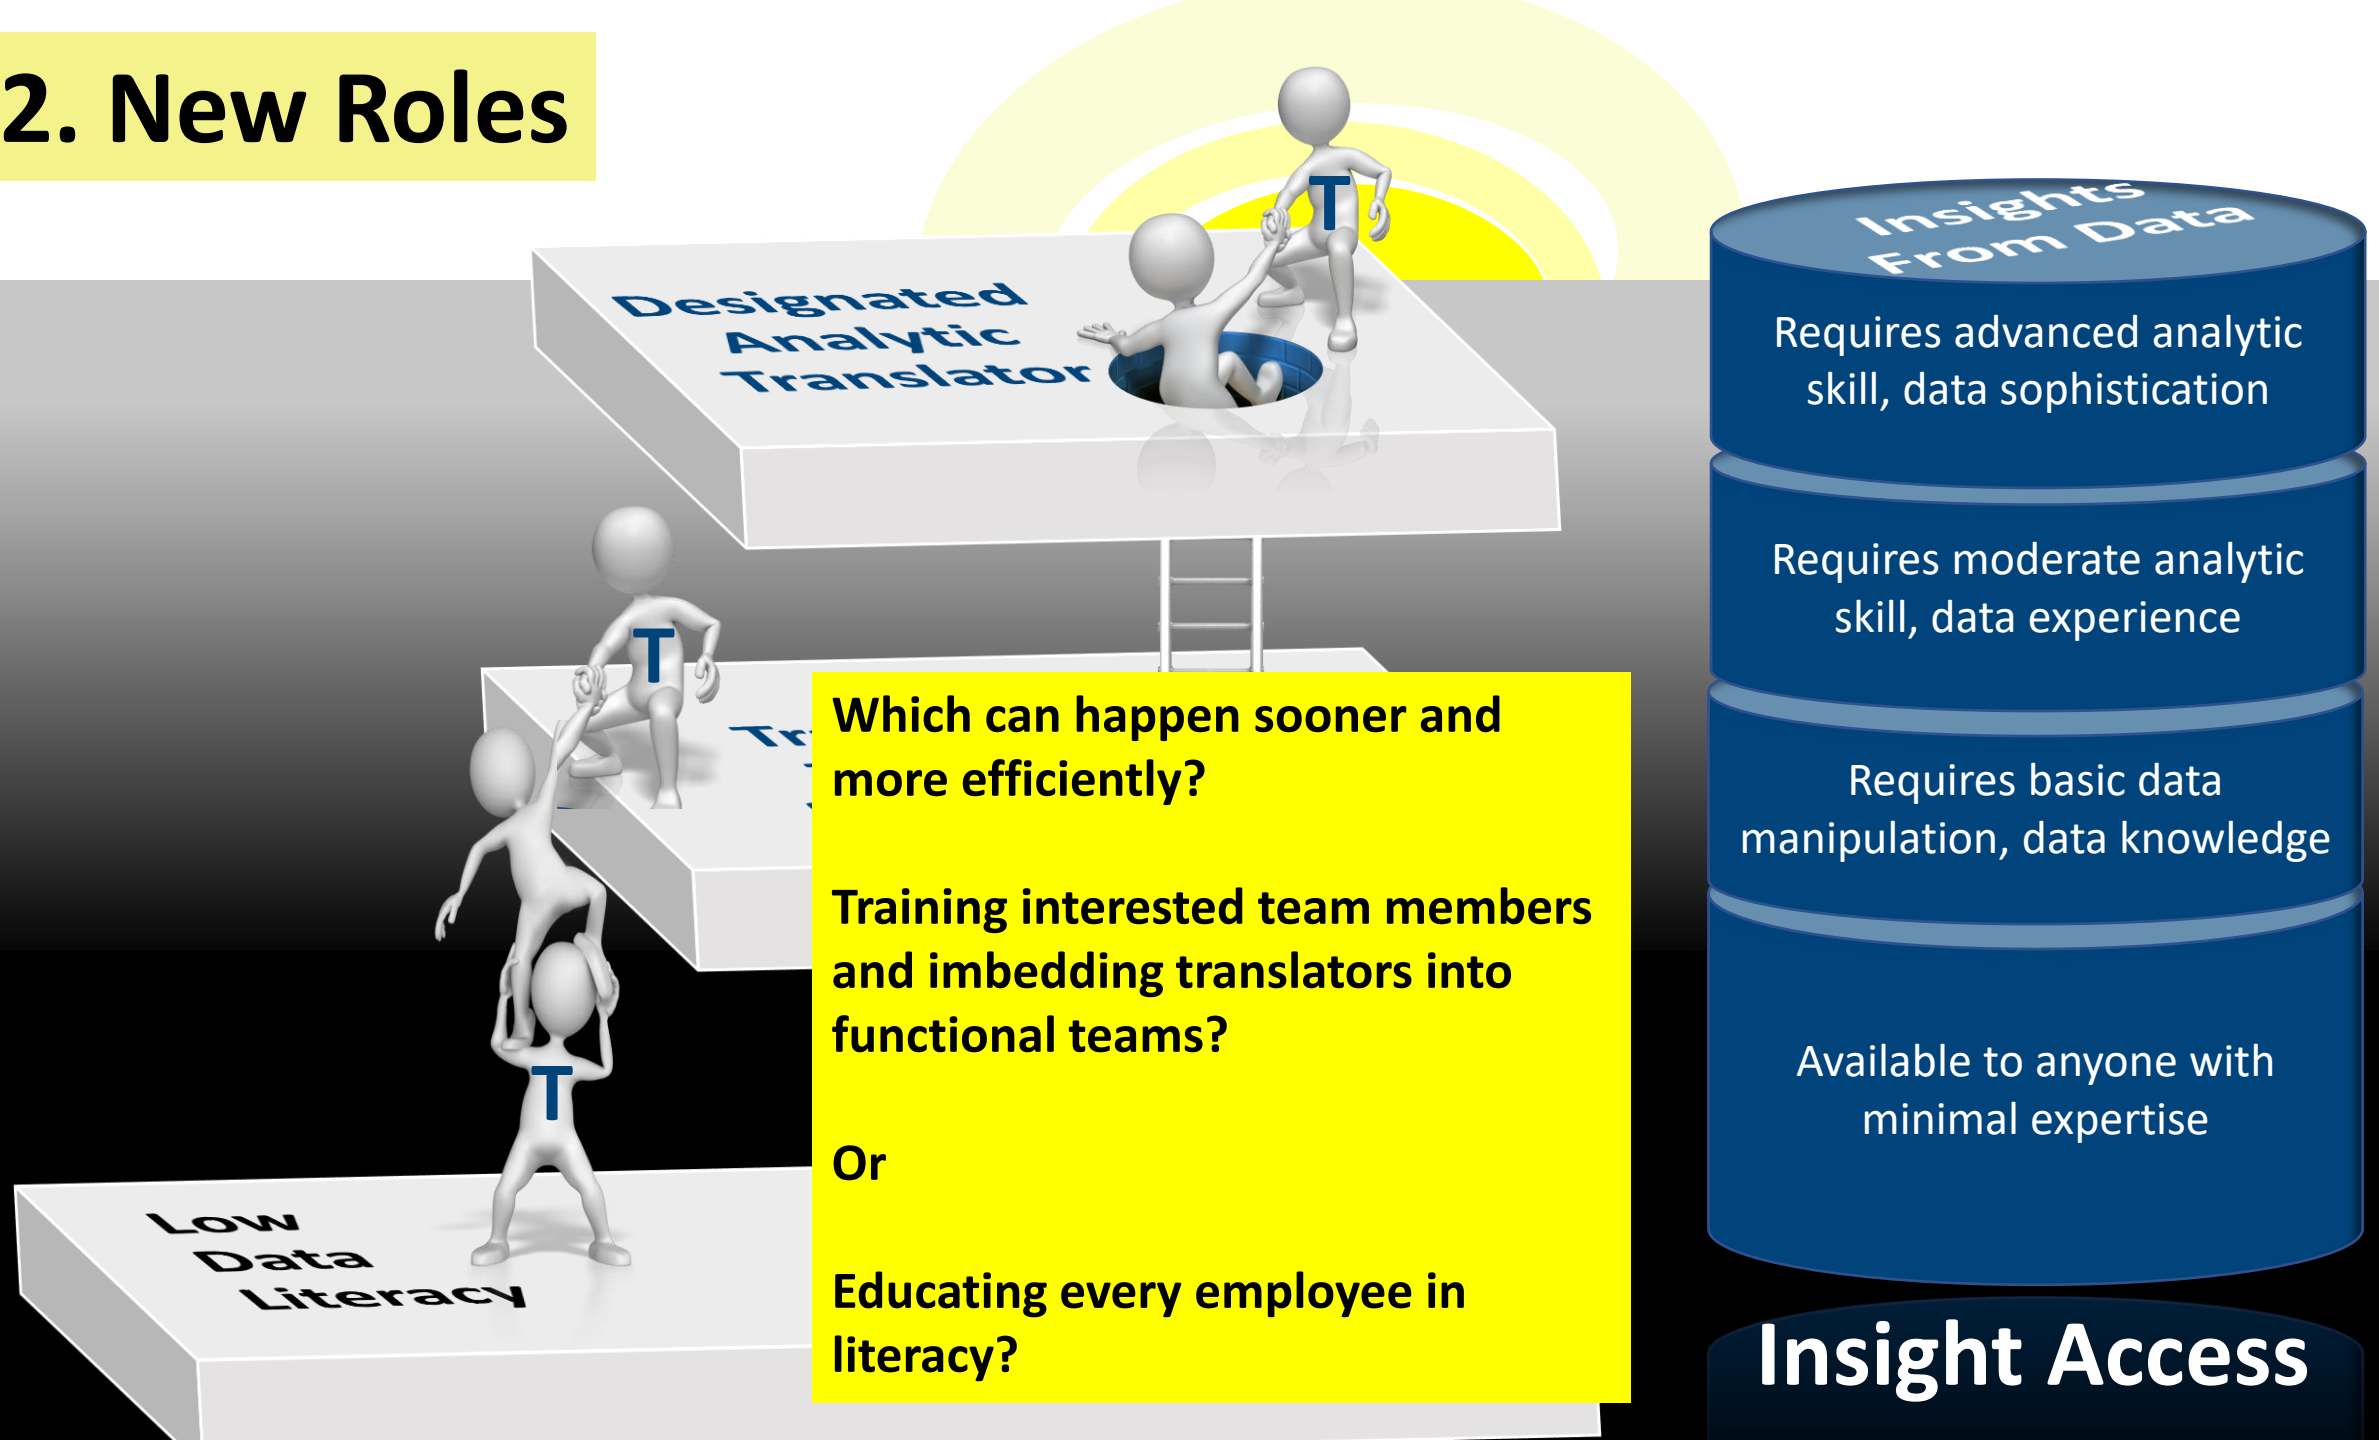 2. New Roles
Designated
Analytic
Translator
T
T
T
Low
Data
Literacy
Which can happen sooner and
more efficiently?
Training interested team members
and imbedding translators into
functional teams?
Or
Educating every employee in
literacy?
Insights
From Data
Requires advanced analytic
skill, data sophistication
Requires moderate analytic
skill, data experience
Requires basic data
manipulation, data knowledge
Available to anyone with
minimal expertise
Insight Access